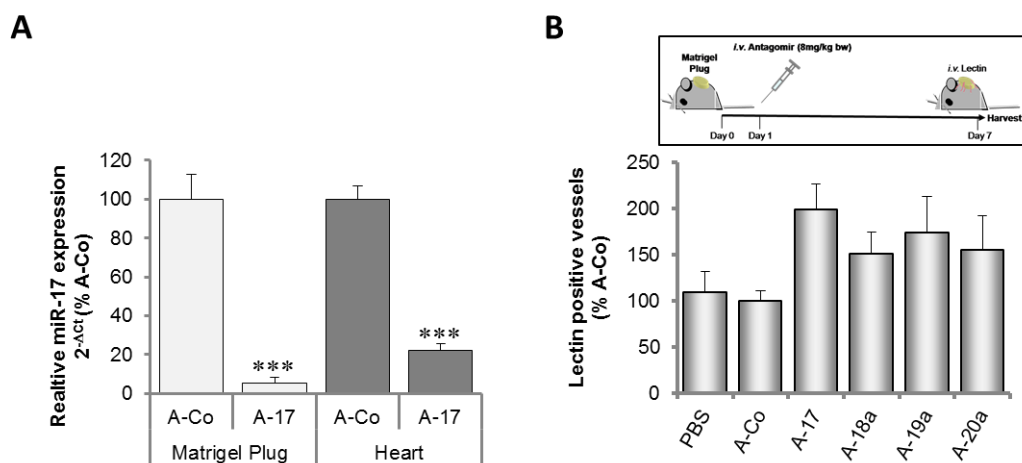 A
Realtive miR-17 expression
2-ΔCt (% A-Co)
120
100
80
60
40
20
0
***
***
A-Co
A-17
A-Co
A-17
Matrigel Plug
Heart
B
i.v. Antagomir (8mg/kg bw)
Matrigel
Plug
i.v. Lectin
Harvest
Day 0
Day 1
Day 7
Lectin positive vessels
(% A-Co)
250
200
150
100
50
0
PBS
A-Co
A-17
A-18a
A-19a
A-20a